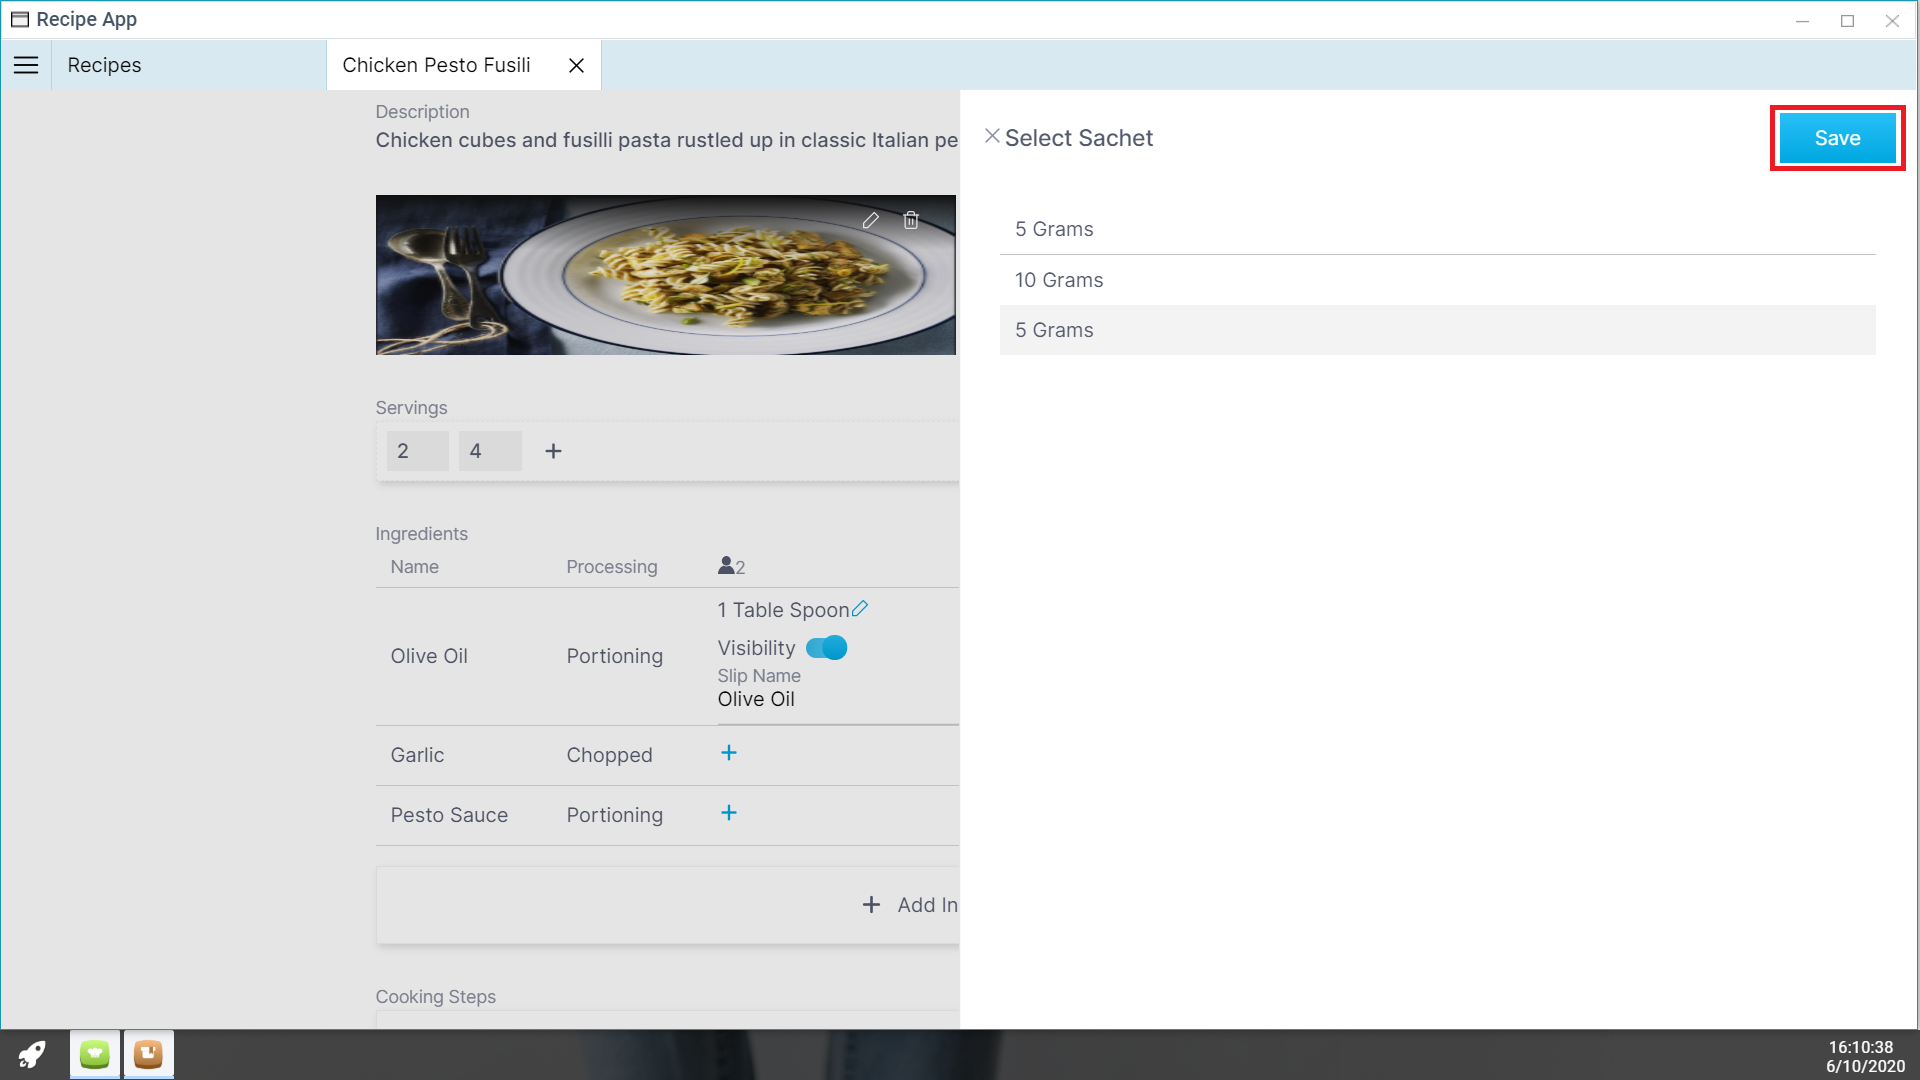 Recipe App
Recipes
Chicken Pesto Fusili
Description
Chicken cubes and fusilli pasta rustled up in classic Italian pe
Select Sachet
Save
5 Grams
10 Grams
5 Grams
Servings
2
4
Ingredients
Name
Processing
2
Olive Oil
Portioning
1 Table Spoon
Visibility
Slip Name
Olive Oil
Garlic
Chopped
Pesto Sauce
Portioning
Add In
Cooking Steps
16:10:38
6/10/2020